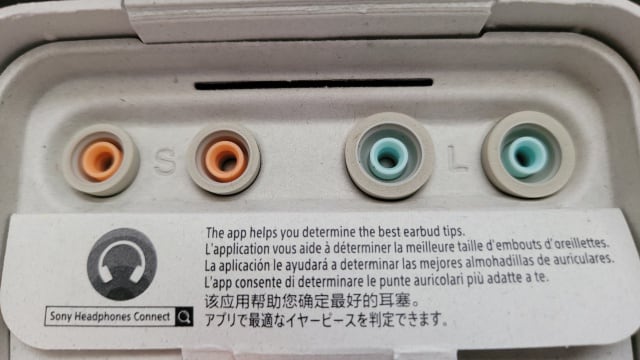 S L
The app helps you determine the best earbud tips.
L'application vous aide à déterminer la meilleure taille d'embouts d'oreillettes.
La aplicación le ayudará a determinar las mejores almohadillas de auriculares.
L'app consente di determinare le punte auricolari più adatte a te.
该应用帮助您确定最好的耳塞。
アプリで最適なイヤーピースを判定できます。
Sony Headphones Connect